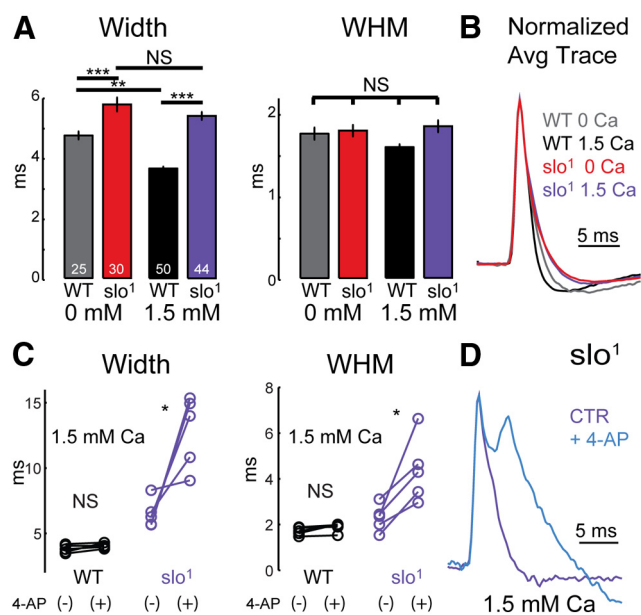 A
Width
WHM
B
Normalized
Avg Trace
NS
***
**
***
NS
WT 0 Ca
WT 1.5 Ca
slo¹ 0 Ca
slo¹ 1.5 Ca
5 ms
ms
6
4
2
0
25
30
50
44
WT slo¹ WT slo¹
0 mM 1.5 mM
ms
2
1
0
WT slo¹ WT slo¹
0 mM 1.5 mM
C
Width
WHM
D
slo¹
ms
15
10
5
1.5 mM Ca
*
NS
WT slo¹
4-AP (-) (+) (-) (+)
ms
8
6
4
2
0
1.5 mM Ca
*
NS
WT slo¹
(-) (+) (-) (+)
CTR
+ 4-AP
5 ms
1.5 mM Ca